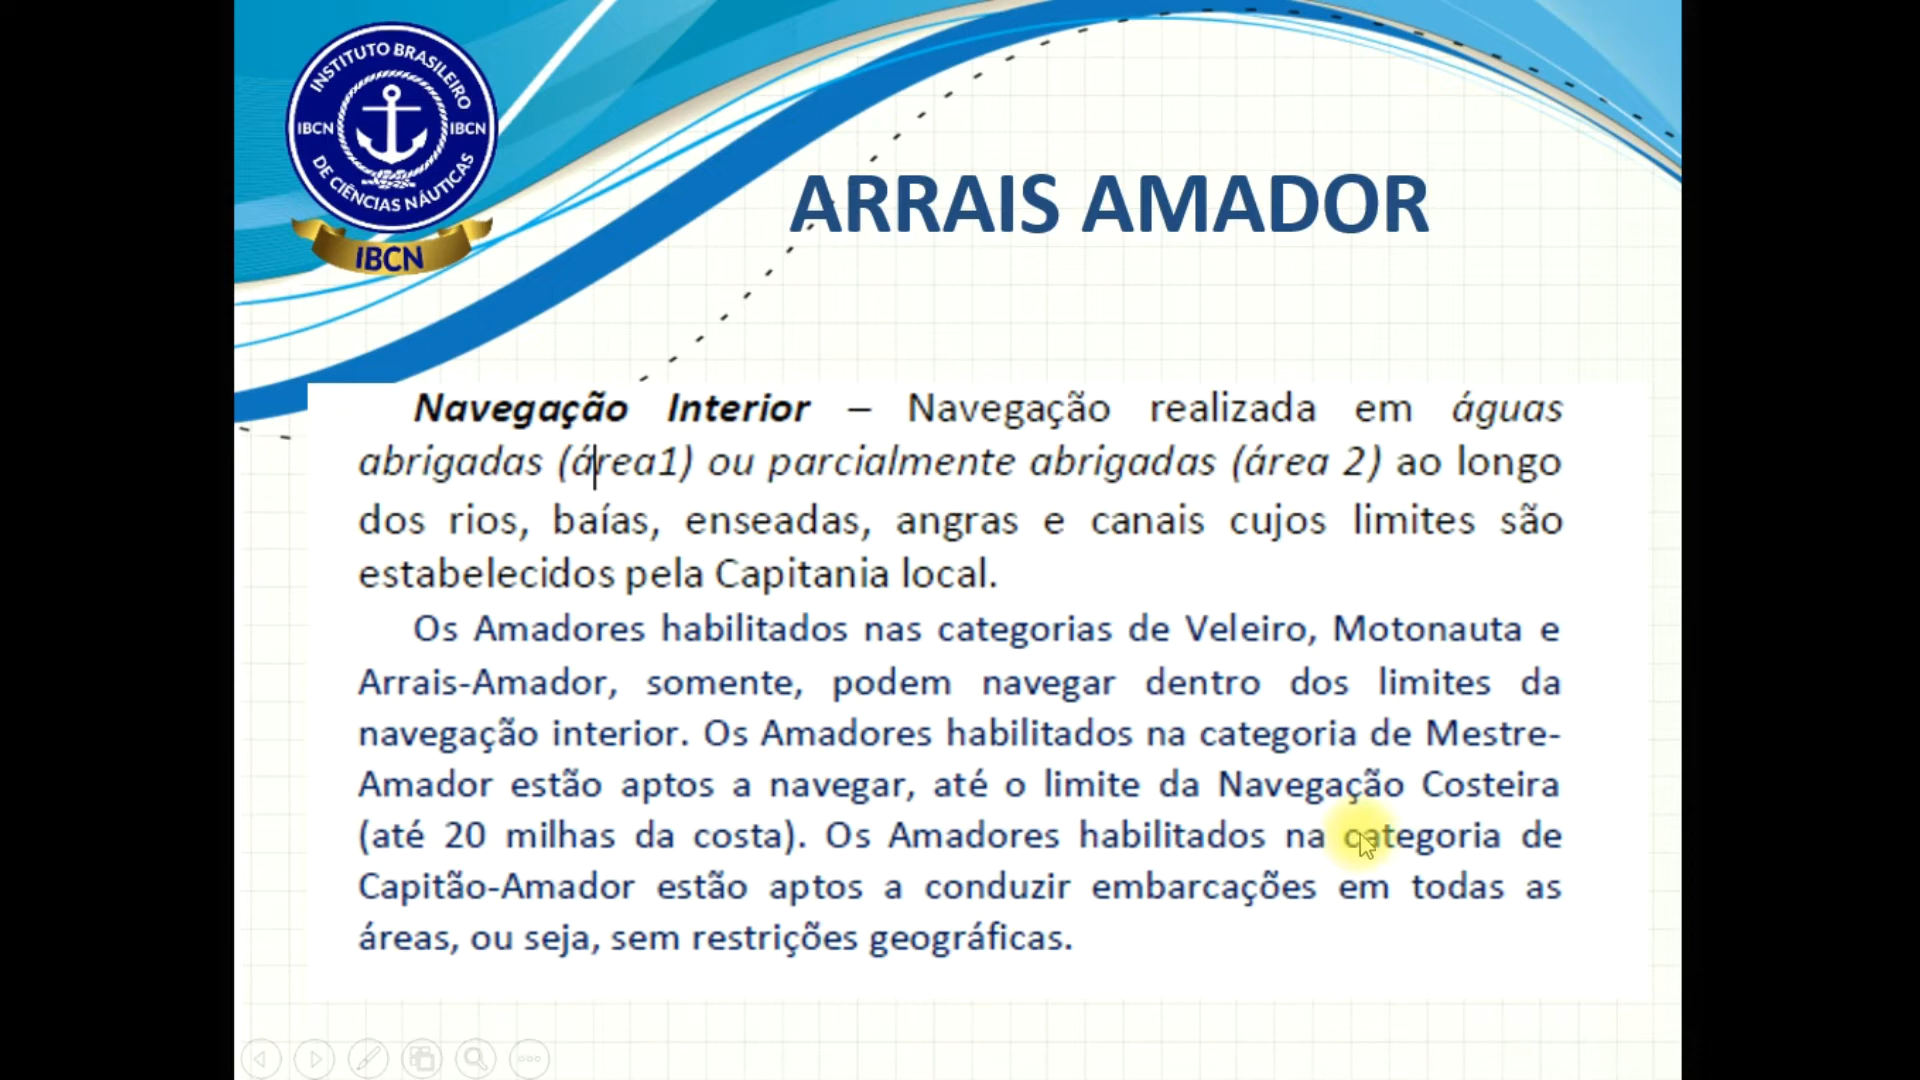 INSTITUTO BRASILEIRO
IBCN IBCN
DE CIÊNCIAS NÁUTICAS
IBCN
ARRAIS AMADOR
Navegação Interior – Navegação realizada em águas
abrigadas (área1) ou parcialmente abrigadas (área 2) ao longo
dos rios, baías, enseadas, angras e canais cujos limites são
estabelecidos pela Capitania local.
Os Amadores habilitados nas categorias de Veleiro, Motonauta e
Arrais-Amador, somente, podem navegar dentro dos limites da
navegação interior. Os Amadores habilitados na categoria de Mestre-
Amador estão aptos a navegar, até o limite da Navegação Costeira
(até 20 milhas da costa). Os Amadores habilitados na categoria de
Capitão-Amador estão aptos a conduzir embarcações em todas as
áreas, ou seja, sem restrições geográficas.